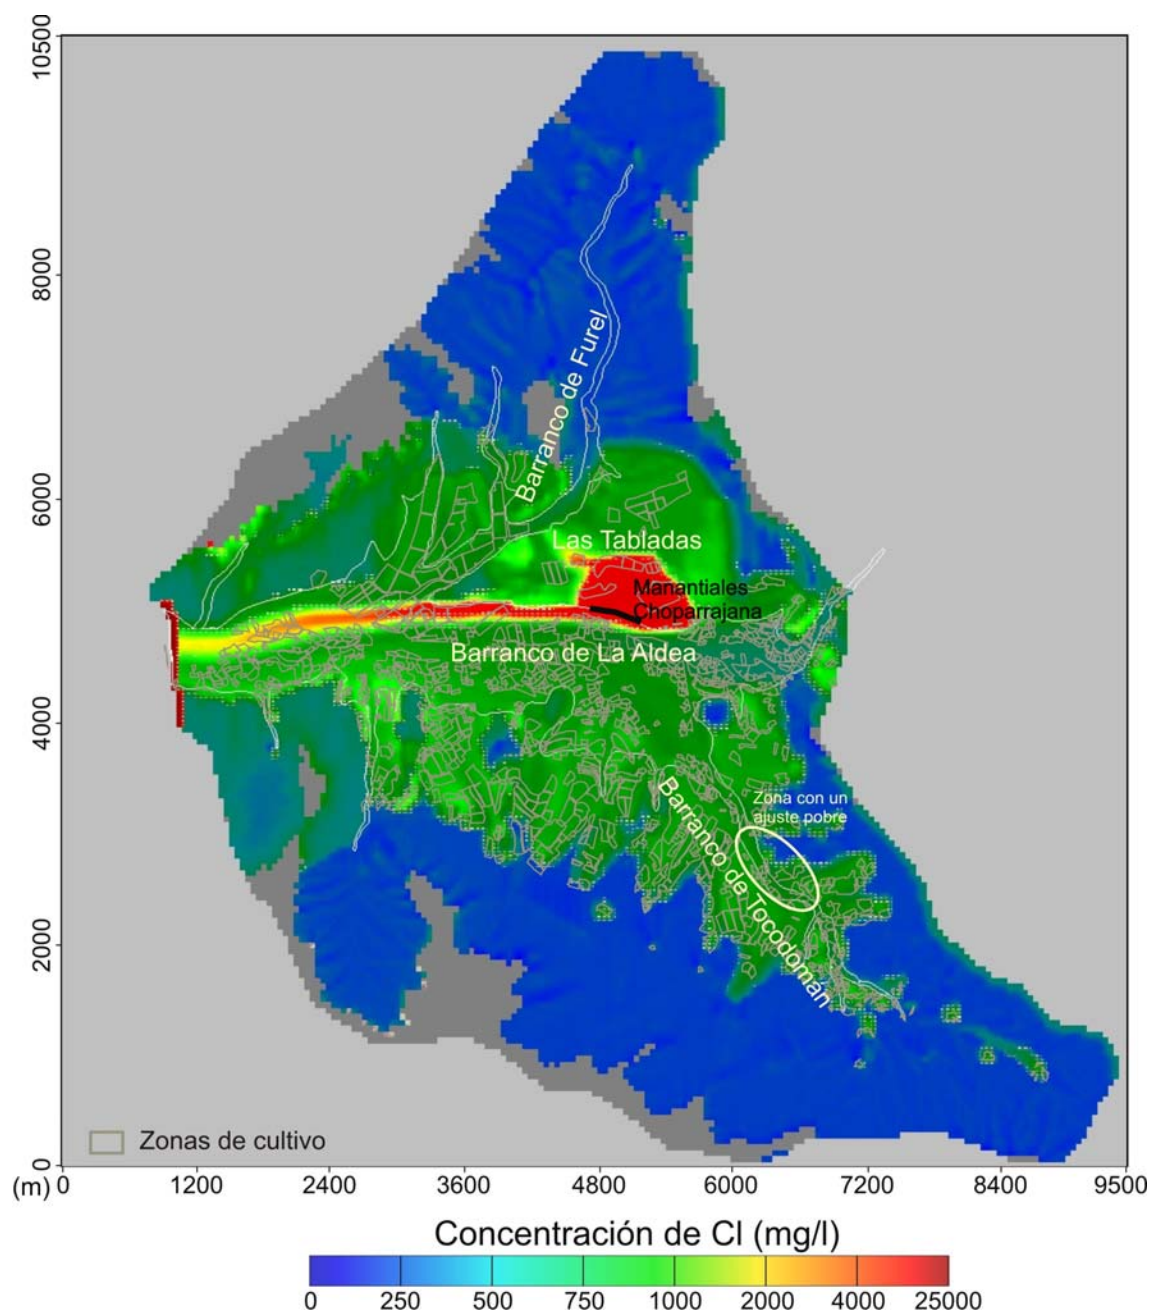 10500
8000
6000
4000
2000
0
Barranco de Furel
Las Tabladas
Manantiales
Choparrajana
Barranco de La Aldea
Zona con un
ajuste pobre
Barranco de Tocodomán
Zonas de cultivo
(m) 0 1200 2400 3600 4800 6000 7200 8400 9500
Concentración de Cl (mg/l)
0 250 500 750 1000 2000 4000 25000